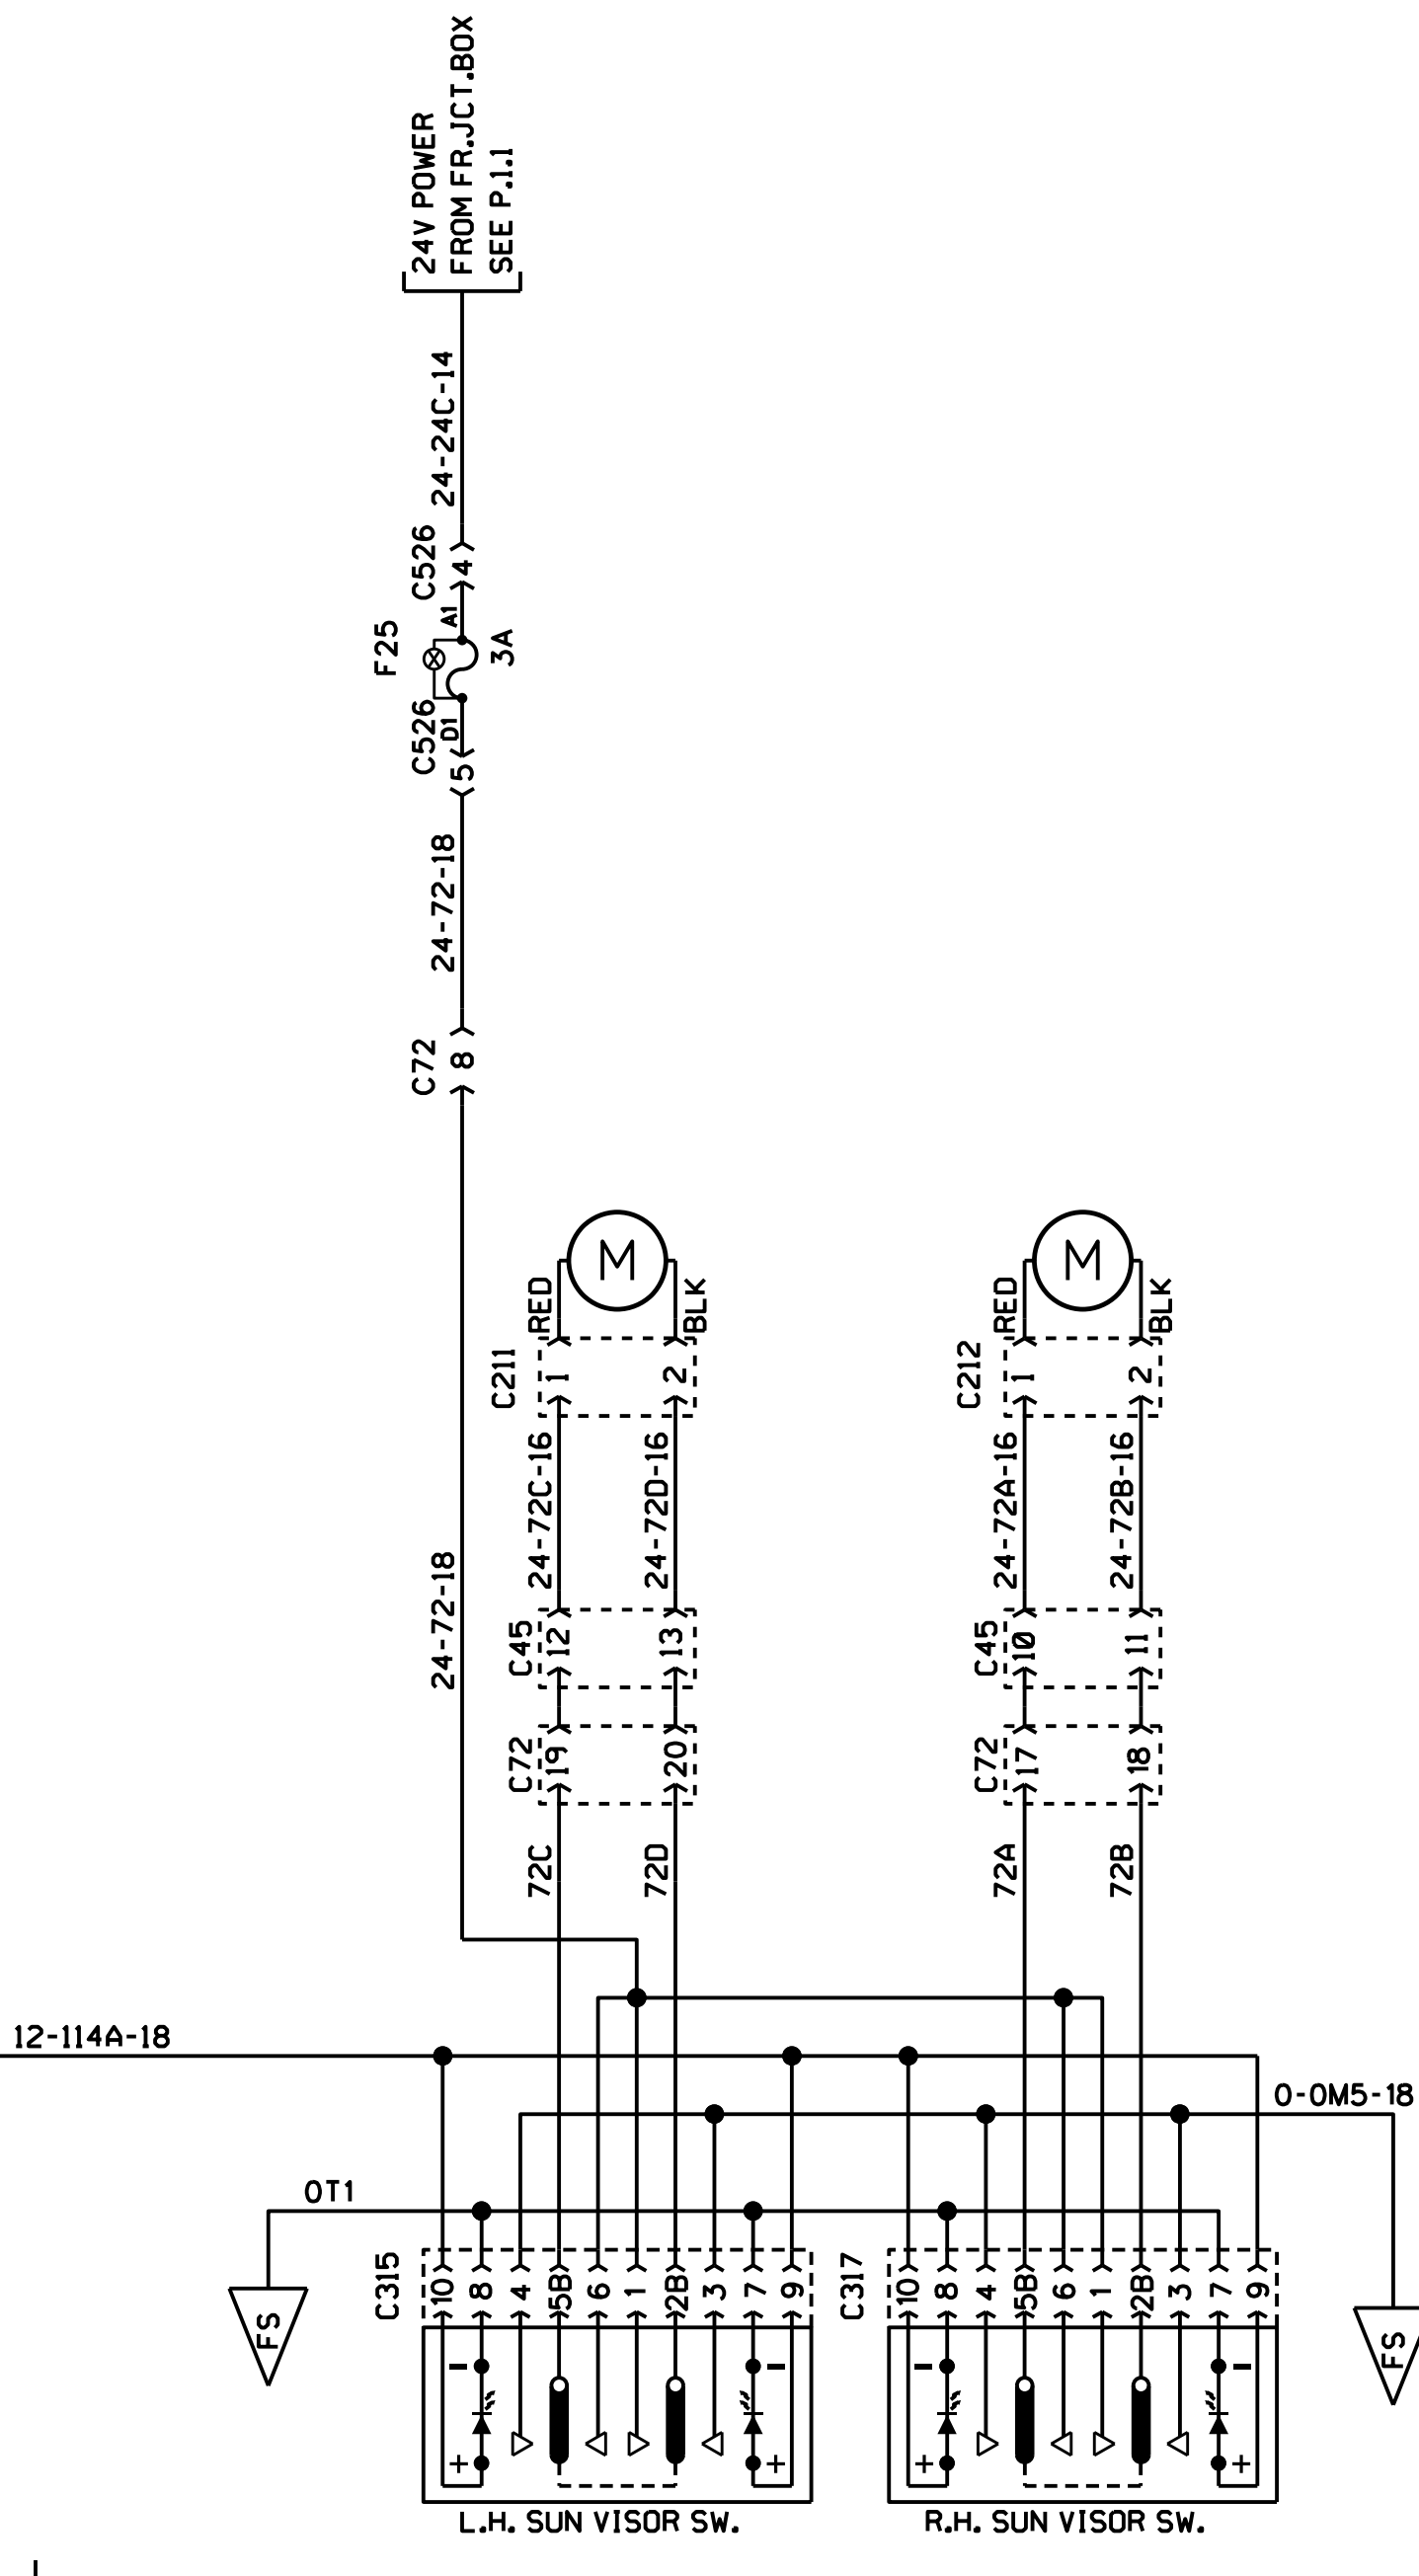 24V POWER
FROM FR.JCT.BOX
SEE P.1.1
24-24C-14
C526
4
A1
F25
3A
C526
D1
5
24-72-18
C72
8
24-72-18
M
RED
BLK
C211
1
2
24-72C-16
24-72D-16
C45
12
13
C72
19
20
72C
72D
M
RED
BLK
C212
1
2
24-72A-16
24-72B-16
C45
10
11
C72
17
18
72A
72B
12-114A-18
0-0M5-18
0T1
FS
FS
C315
10 8 4 5B 6 1 2B 3 7 9
- -
+ +
L.H. SUN VISOR SW.
C317
10 8 4 5B 6 1 2B 3 7 9
- -
+ +
R.H. SUN VISOR SW.